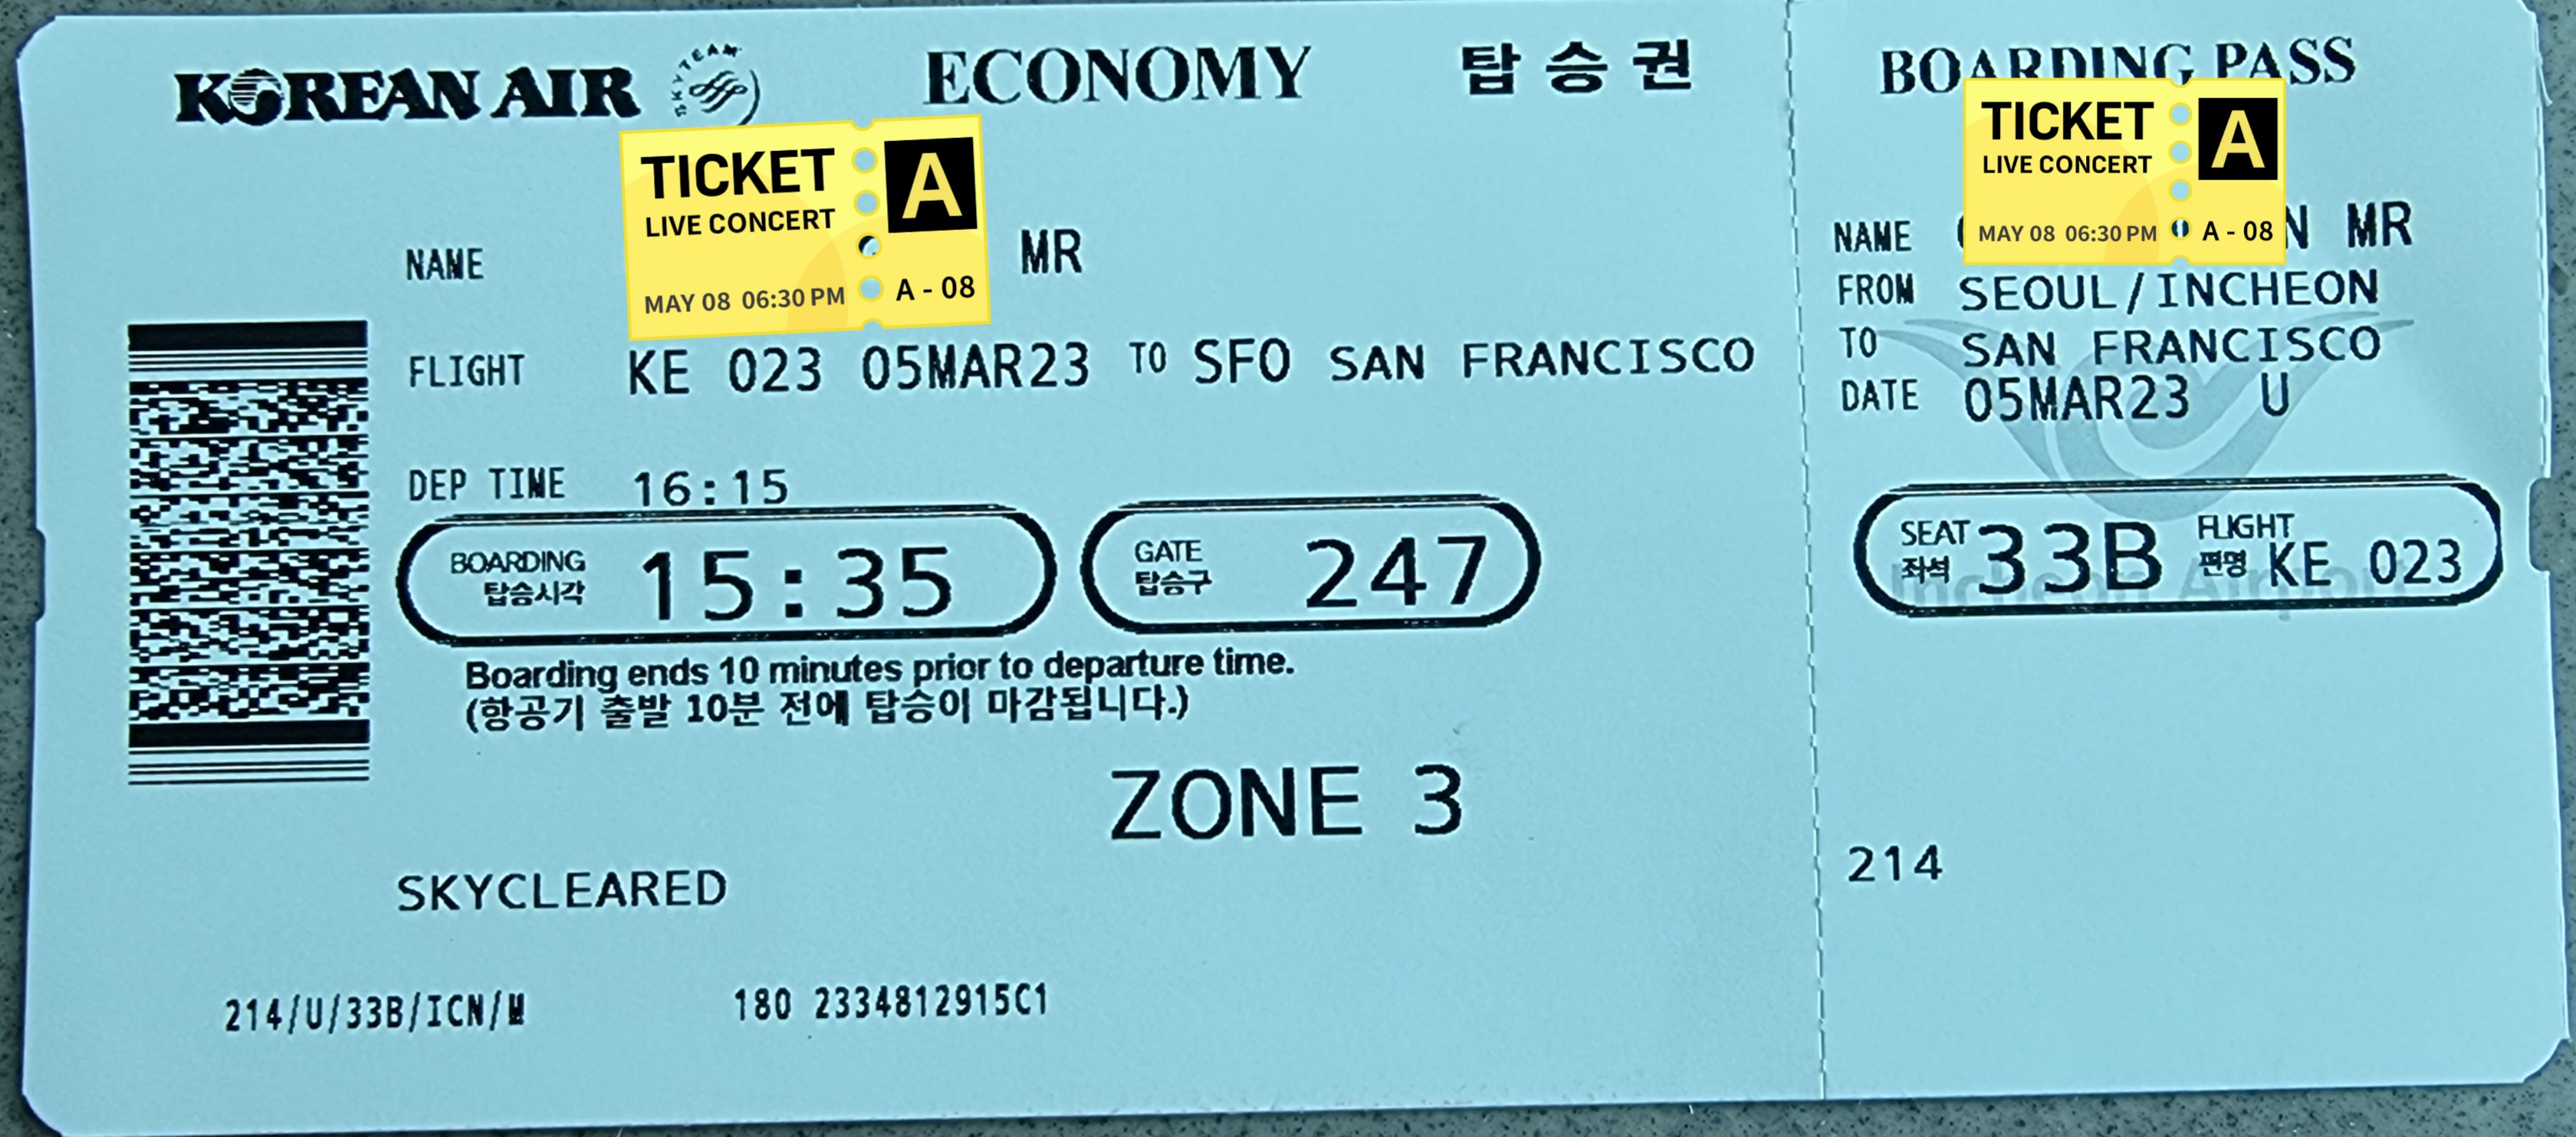 KOREAN AIR
SKYTEAM
ECONOMY
탑승권
TICKET
LIVE CONCERT
A
MAY 08 06:30 PM
A - 08
NAME MR
FLIGHT KE 023 05MAR23 TO SFO SAN FRANCISCO
DEP TIME 16:15
BOARDING 15:35
탑승시각
GATE 247
탑승구
Boarding ends 10 minutes prior to departure time.
(항공기 출발 10분 전에 탑승이 마감됩니다.)
ZONE 3
SKYCLEARED
214/U/33B/ICN/M
180 2334812915C1
BOARDING PASS
TICKET
LIVE CONCERT
A
MAY 08 06:30 PM
A - 08
NAME MR
FROM SEOUL/INCHEON
TO SAN FRANCISCO
DATE 05MAR23 U
SEAT 33B FLIGHT KE 023
좌석 편명
Incheon Airport
214